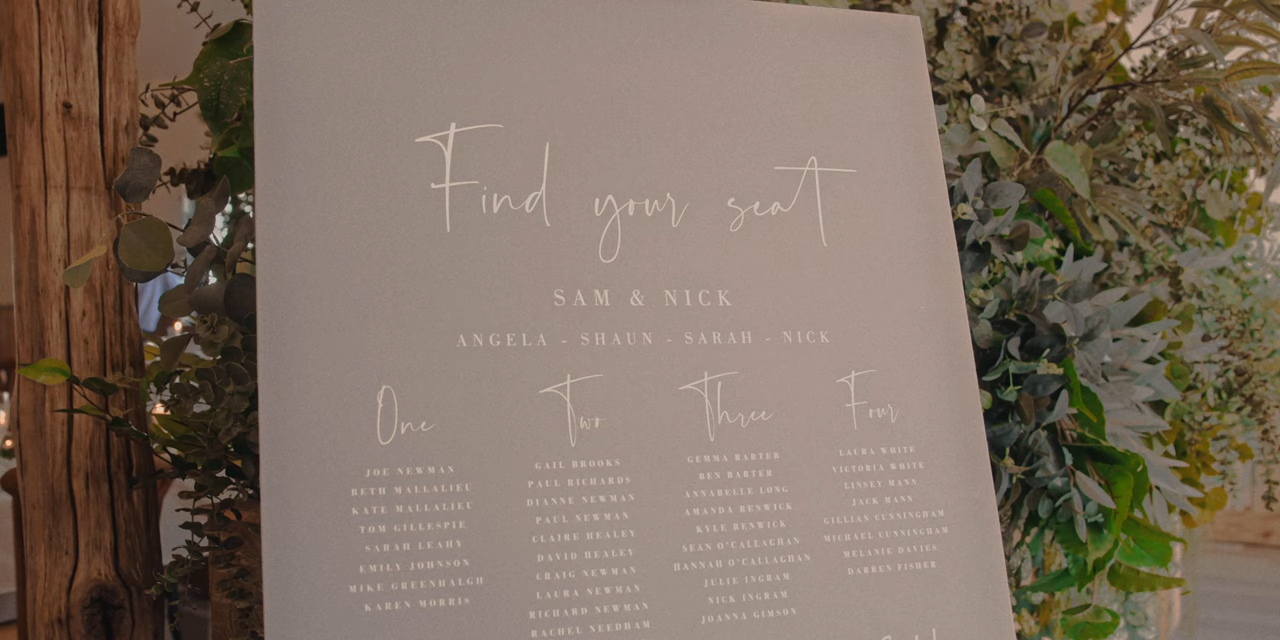 Find your seat
SAM & NICK
ANGELA - SHAUN - SARAH - NICK
One
JOE NEWMAN
BETH MALLALIEU
KATE MALLALIEU
TOM GILLESPIE
SARAH LEAHY
EMILY JOHNSON
MIKE GREENHALGH
KAREN MORRIS
Two
GAIL BROOKS
PAUL RICHARDS
DIANNE NEWMAN
PAUL NEWMAN
CLAIRE HEALEY
DAVID HEALEY
CRAIG NEWMAN
LAURA NEWMAN
RICHARD NEWMAN
RACHEL NEEDHAM
Three
GEMMA BARTER
BEN BARTER
ANNABELLE LONG
AMANDA RENWICK
KYLE RENWICK
SEAN O'CALLAGHAN
HANNAH O'CALLAGHAN
JULIE INGRAM
NICK INGRAM
JOANNA GIMSON
Four
LAURA WHITE
VICTORIA WHITE
LINSEY MANN
JACK MANN
GILLIAN CUNNINGHAM
MICHAEL CUNNINGHAM
MELANIE DAVIES
DARREN FISHER